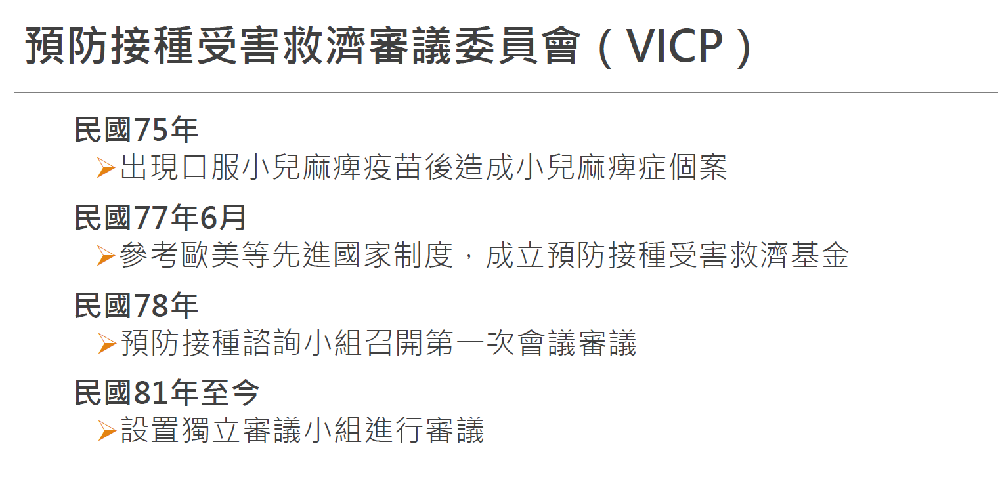 預防接種受害救濟審議委員會（VICP）
民國75年
➢出現口服小兒麻痺疫苗後造成小兒麻痺症個案
民國77年6月
➢參考歐美等先進國家制度，成立預防接種受害救濟基金
民國78年
➢預防接種諮詢小組召開第一次會議審議
民國81年至今
➢設置獨立審議小組進行審議